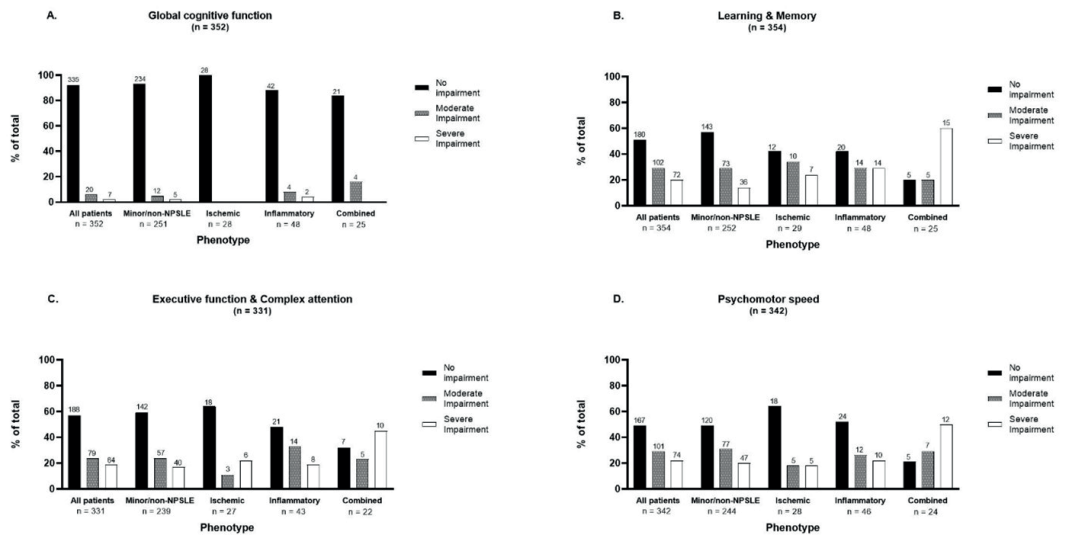 A. Global cognitive function
(n = 352)
100
80
60
40
20
0
% of total
335 20 7
234 12 5
28
42 4 2
21 4
All patients Minor/non-NPSLE Ischemic Inflammatory Combined
n = 352 n = 251 n = 28 n = 48 n = 25
Phenotype
No
impairment
Moderate
Impairment
Severe
Impairment
B. Learning & Memory
(n = 354)
100
80
60
40
20
0
% of total
180 102 72
143 73 36
12 10 7
20 14 14
5 5 15
All patients Minor/non-NPSLE Ischemic Inflammatory Combined
n = 354 n = 252 n = 29 n = 48 n = 25
Phenotype
No
impairment
Moderate
Impairment
Severe
Impairment
C. Executive function & Complex attention
(n = 331)
100
80
60
40
20
0
% of total
188 79 64
142 57 40
18 3 6
21 14 8
7 5 10
All patients Minor/non-NPSLE Ischemic Inflammatory Combined
n = 331 n = 239 n = 27 n = 43 n = 22
Phenotype
No
impairment
Moderate
Impairment
Severe
Impairment
D. Psychomotor speed
(n = 342)
100
80
60
40
20
0
% of total
167 101 74
120 77 47
18 5 5
24 12 10
5 7 12
All patients Minor/non-NPSLE Ischemic Inflammatory Combined
n = 342 n = 244 n = 28 n = 46 n = 24
Phenotype
No
impairment
Moderate
Impairment
Severe
Impairment